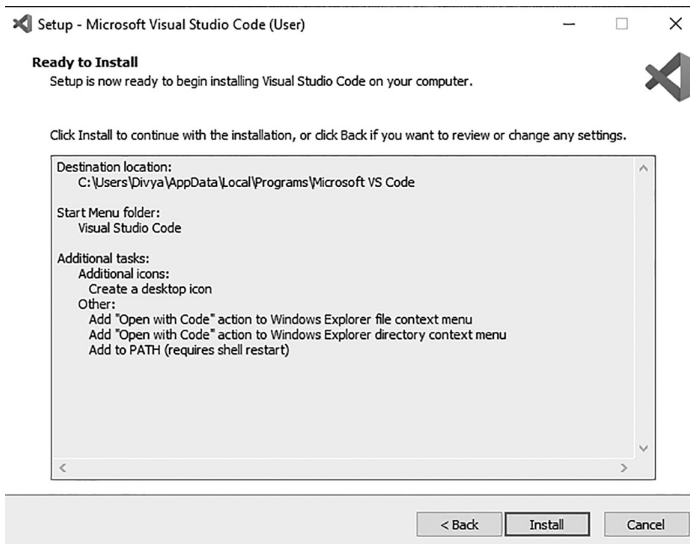 Setup - Microsoft Visual Studio Code (User)
Ready to Install
Setup is now ready to begin installing Visual Studio Code on your computer.
Click Install to continue with the installation, or click Back if you want to review or change any settings.
Destination location:
C:\Users\Divya\AppData\Local\Programs\Microsoft VS Code
Start Menu folder:
Visual Studio Code
Additional tasks:
Additional icons:
Create a desktop icon
Other:
Add "Open with Code" action to Windows Explorer file context menu
Add "Open with Code" action to Windows Explorer directory context menu
Add to PATH (requires shell restart)
< Back Install Cancel